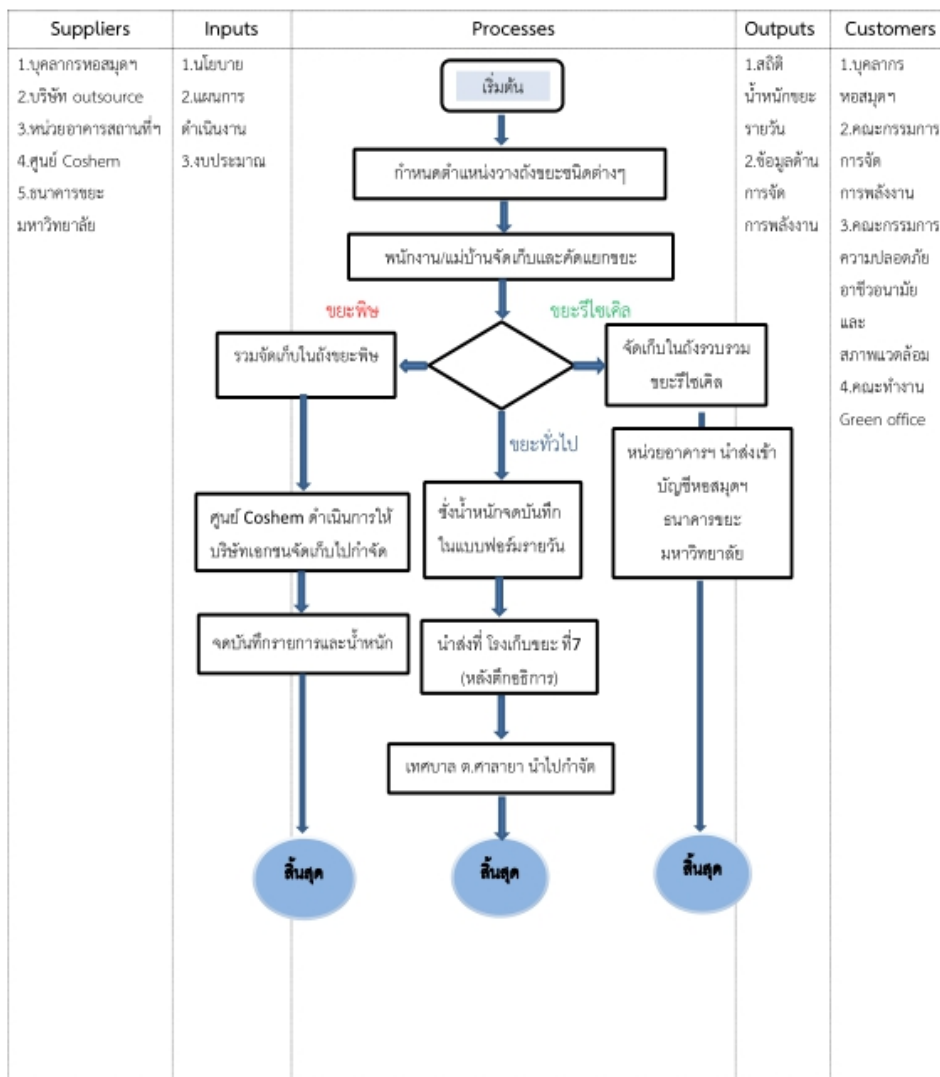 Suppliers
Inputs
Processes
Outputs
Customers
1.บุคลากรหอสมุดฯ
2.บริษัท outsource
3.หน่วยอาคารสถานที่ฯ
4.ศูนย์ Coshem
5.ธนาคารขยะ
มหาวิทยาลัย
1.นโยบาย
2.แผนการ
ดำเนินงาน
3.งบประมาณ
เริ่มต้น
กำหนดตำแหน่งวางถังขยะชนิดต่างๆ
พนักงาน/แม่บ้านจัดเก็บและคัดแยกขยะ
ขยะพิษ
ขยะรีไซเคิล
รวมจัดเก็บในถังขยะพิษ
จัดเก็บในถังรวบรวม
ขยะรีไซเคิล
ขยะทั่วไป
ศูนย์ Coshem ดำเนินการให้
บริษัทเอกชนจัดเก็บไปกำจัด
ชั่งน้ำหนักจดบันทึก
ในแบบฟอร์มรายวัน
หน่วยอาคารฯ นำส่งเข้า
บัญชีหอสมุดฯ
ธนาคารขยะ
มหาวิทยาลัย
จดบันทึกรายการและน้ำหนัก
นำส่งที่ โรงเก็บขยะ ที่7
(หลังตึกอธิการ)
เทศบาล ต.ศาลายา นำไปกำจัด
สิ้นสุด
สิ้นสุด
สิ้นสุด
1.สถิติ
น้ำหนักขยะ
รายวัน
2.ข้อมูลด้าน
การจัด
การพลังงาน
1.บุคลากร
หอสมุดฯ
2.คณะกรรมการ
การจัด
การพลังงาน
3.คณะกรรมการ
ความปลอดภัย
อาชีวอนามัย
และ
สภาพแวดล้อม
4.คณะทำงาน
Green office